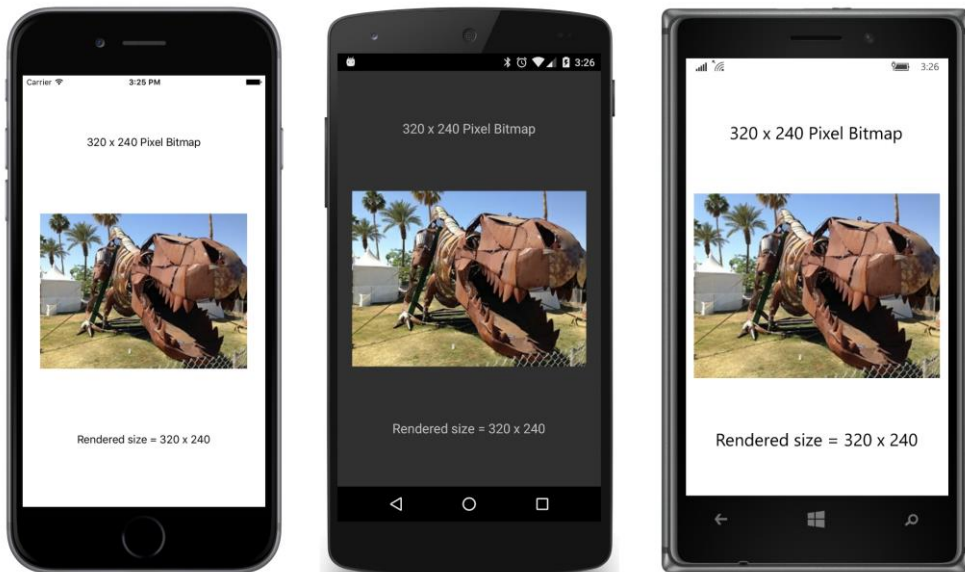 Carrier
3:25 PM
320 x 240 Pixel Bitmap
Rendered size = 320 x 240
3:26
320 x 240 Pixel Bitmap
Rendered size = 320 x 240
3:26
320 x 240 Pixel Bitmap
Rendered size = 320 x 240